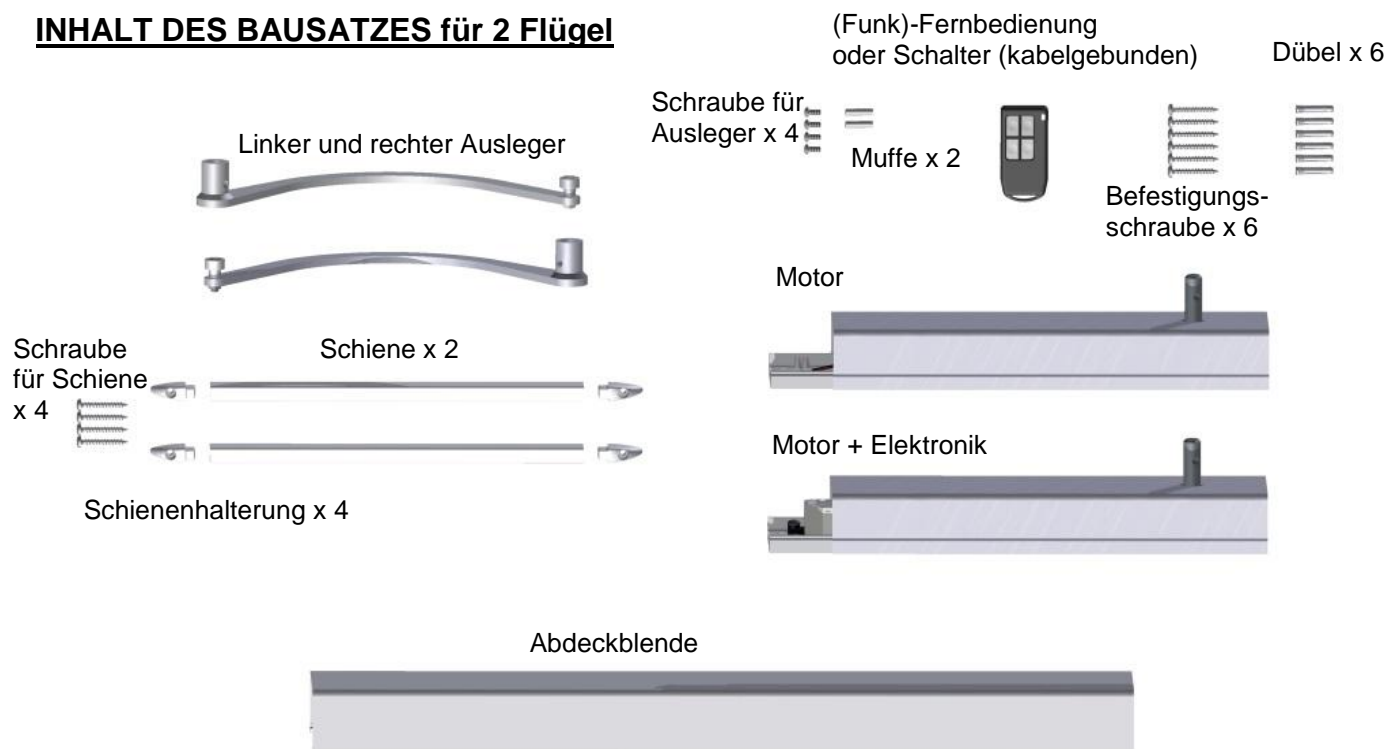 INHALT DES BAUSATZES für 2 Flügel
(Funk)-Fernbedienung
oder Schalter (kabelgebunden)
Dübel x 6
Schraube für
Ausleger x 4
Muffe x 2
Befestigungs-
schraube x 6
Linker und rechter Ausleger
Motor
Schraube
für Schiene
x 4
Schiene x 2
Motor + Elektronik
Schienenhalterung x 4
Abdeckblende